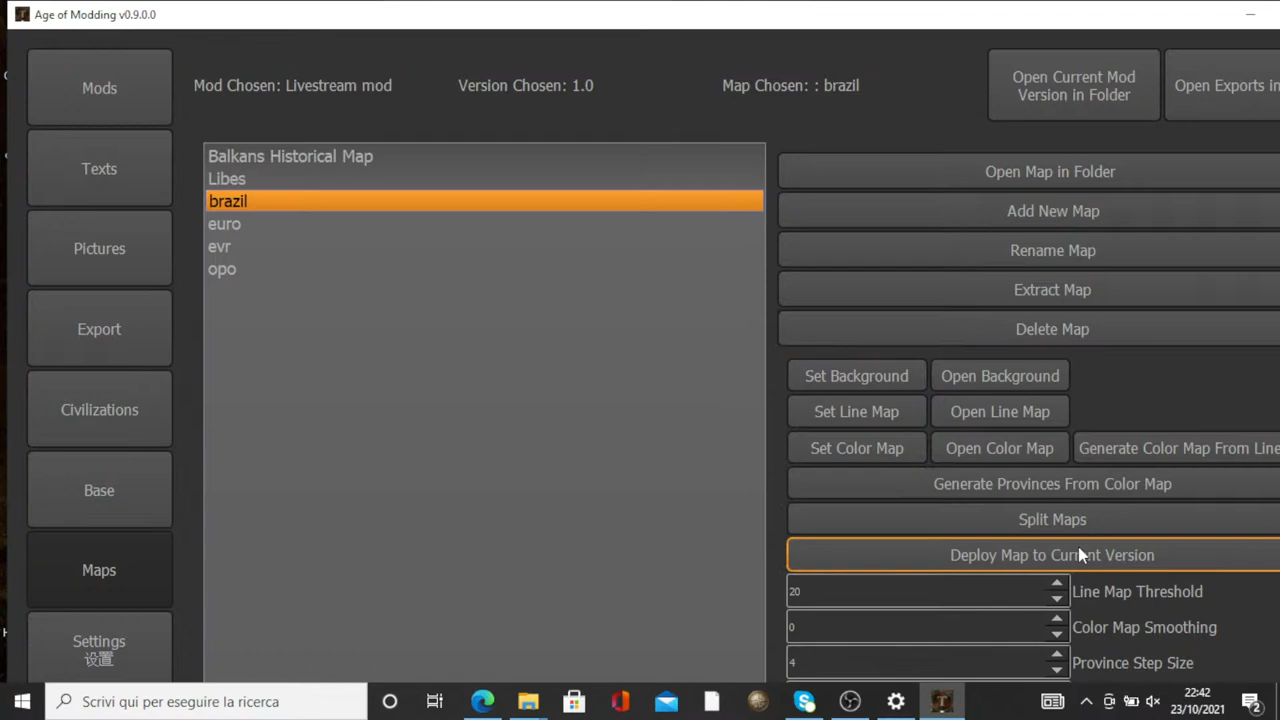 Age of Modding v0.9.0.0
Mods
Texts
Pictures
Export
Civilizations
Base
Maps
Settings
设置
Mod Chosen: Livestream mod
Version Chosen: 1.0
Map Chosen: : brazil
Open Current Mod
Version in Folder
Open Exports in
Balkans Historical Map
Libes
brazil
euro
evr
opo
Open Map in Folder
Add New Map
Rename Map
Extract Map
Delete Map
Set Background
Open Background
Set Line Map
Open Line Map
Set Color Map
Open Color Map
Generate Color Map From Line
Generate Provinces From Color Map
Split Maps
Deploy Map to Current Version
20
Line Map Threshold
0
Color Map Smoothing
4
Province Step Size
Scrivi qui per eseguire la ricerca
22:42
23/10/2021
2